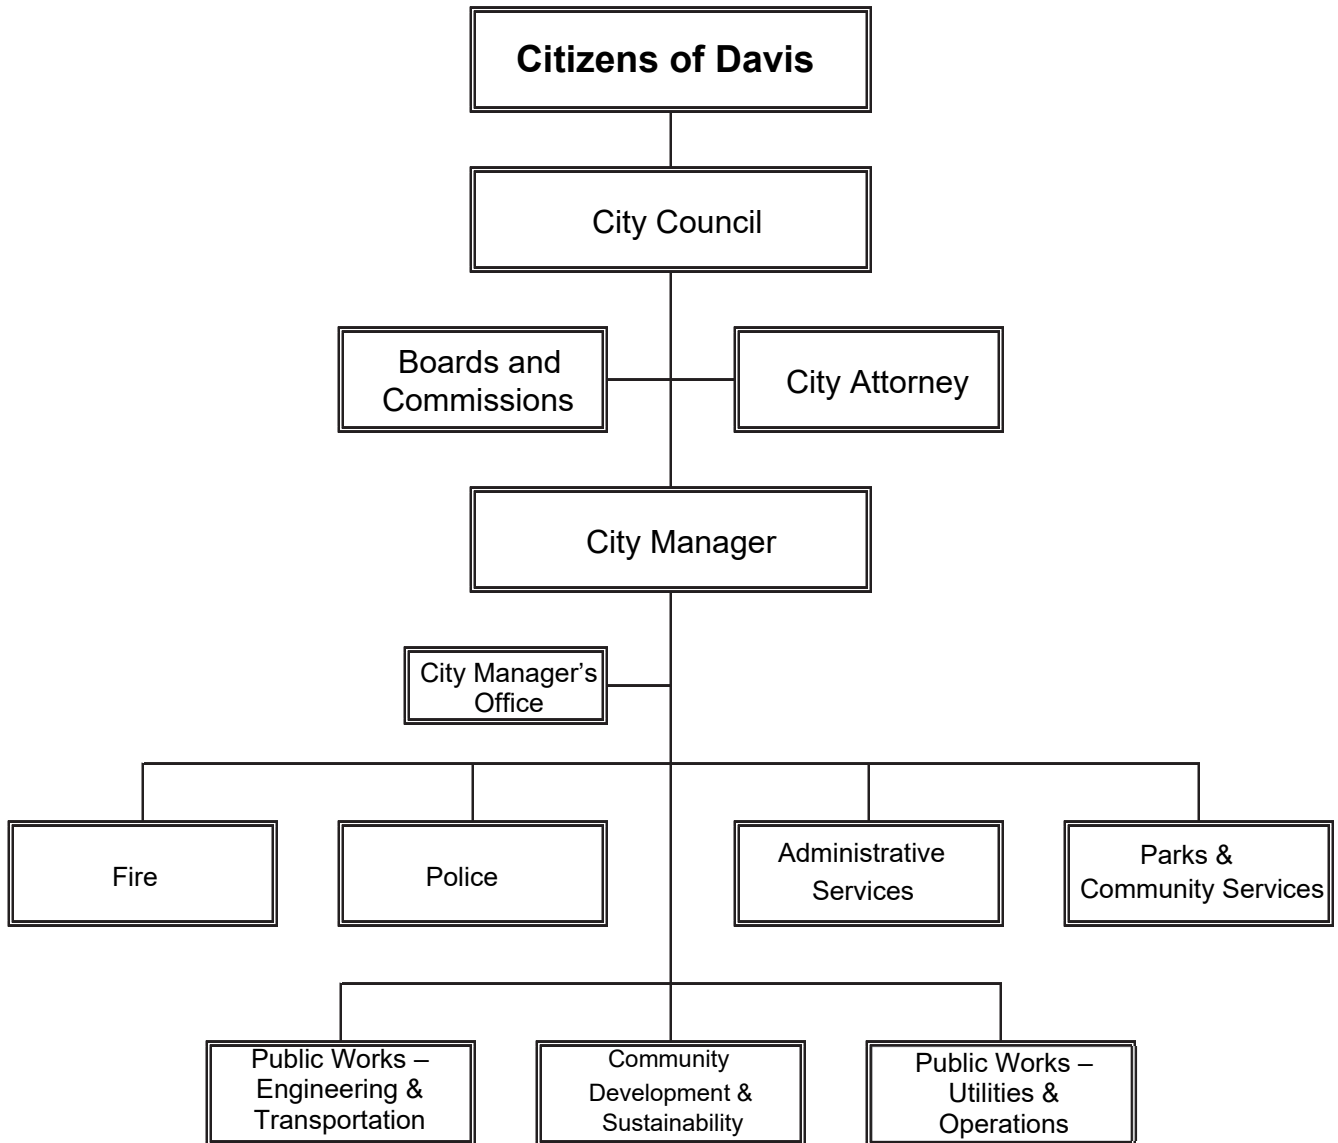 Citizens of Davis
City Council
Boards and
Commissions
City Attorney
City Manager
City Manager’s
Office
Fire
Police
Administrative
Services
Parks &
Community Services
Public Works –
Engineering &
Transportation
Community
Development &
Sustainability
Public Works –
Utilities &
Operations